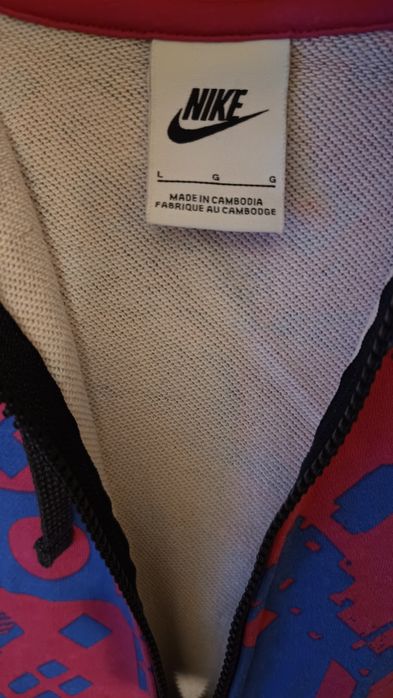 NIKE
L G G
MADE IN CAMBODIA
FABRIQUE AU CAMBODGE